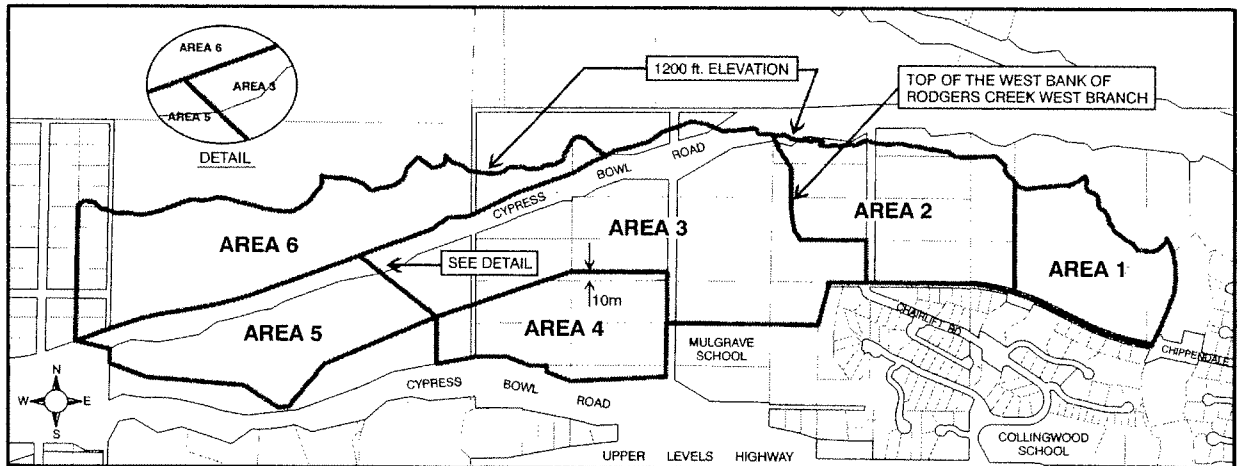 AREA 6
AREA 3
AREA 5
DETAIL
1200 ft. ELEVATION
TOP OF THE WEST BANK OF
RODGERS CREEK WEST BRANCH
CYPRESS BOWL ROAD
AREA 6
AREA 3
AREA 2
AREA 1
SEE DETAIL
10m
AREA 5
AREA 4
MULGRAVE
SCHOOL
CHAIRLIFT RD
CHIPPENDALE
N
W E
S
CYPRESS BOWL ROAD
COLLINGWOOD
SCHOOL
UPPER LEVELS HIGHWAY